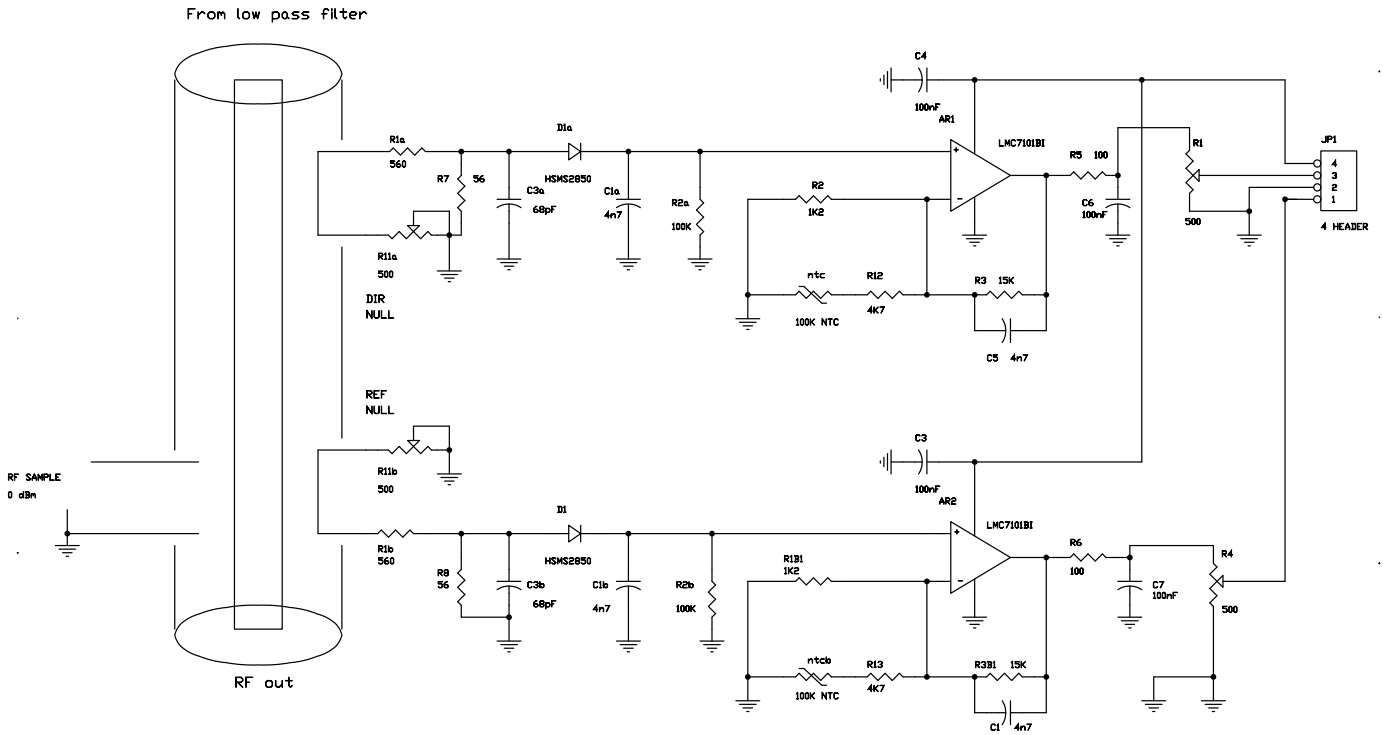 From low pass filter
C4
100nF
AR1
LMC7101BI
D1a
HSMS2850
R1a
560
R7 56
C3a
68pF
C1a
4n7
R2a
100K
R11a
500
DIR
NULL
R2
1K2
ntc
100K NTC
R12
4K7
R3 15K
C5 4n7
R5 100
C6
100nF
R1
500
JP1
4
3
2
1
4 HEADER
REF
NULL
R11b
500
RF SAMPLE
0 dBm
R1b
560
R8
56
C3b
68pF
D1
HSMS2850
C1b
4n7
R2b
100K
C3
100nF
AR2
LMC7101BI
R1B1
1K2
ntcb
100K NTC
R13
4K7
R3B1 15K
C1 4n7
R6
100
C7
100nF
R4
500
RF out
+
-
+
-